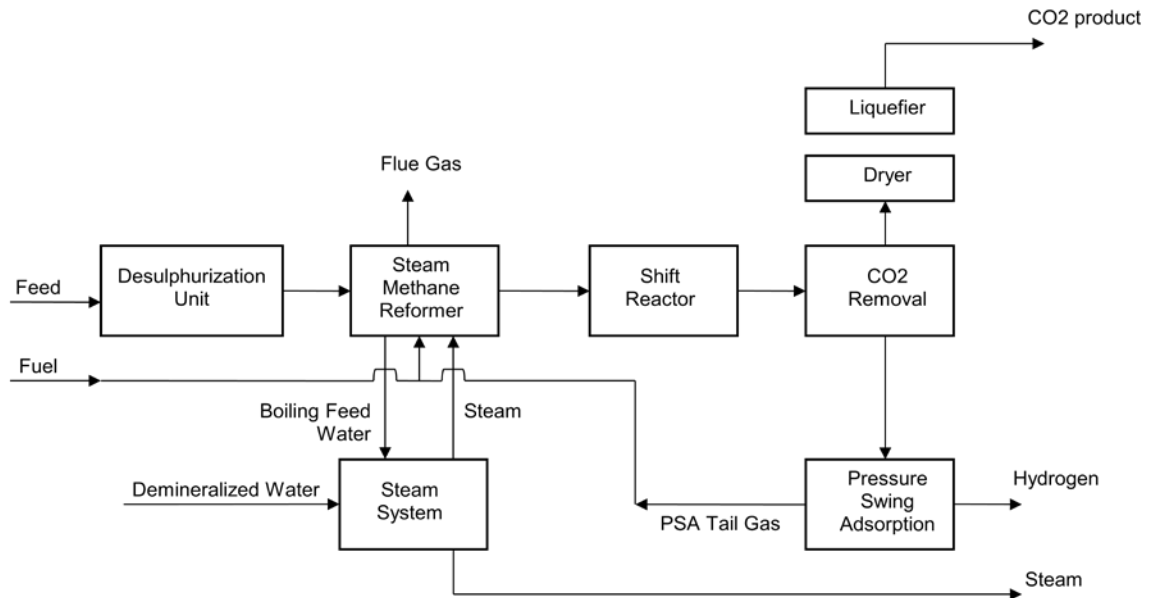 CO2 product
Liquefier
Flue Gas
Dryer
Feed
Desulphurization
Unit
Steam
Methane
Reformer
Shift
Reactor
CO2
Removal
Fuel
Boiling Feed
Water
Steam
Demineralized Water
Steam
System
PSA Tail Gas
Pressure
Swing
Adsorption
Hydrogen
Steam